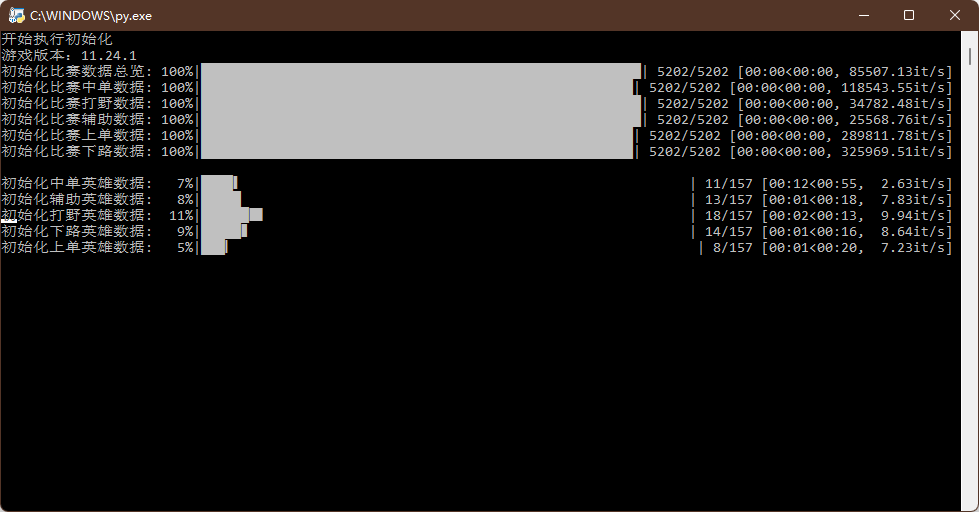 C:\WINDOWS\py.exe
开始执行初始化
游戏版本: 11.24.1
初始化比赛数据总览: 100%| | 5202/5202 [00:00<00:00, 85507.13it/s]
初始化比赛中单数据: 100%| | 5202/5202 [00:00<00:00, 118543.55it/s]
初始化比赛打野数据: 100%| | 5202/5202 [00:00<00:00, 34782.48it/s]
初始化比赛辅助数据: 100%| | 5202/5202 [00:00<00:00, 25568.76it/s]
初始化比赛上单数据: 100%| | 5202/5202 [00:00<00:00, 289811.78it/s]
初始化比赛下路数据: 100%| | 5202/5202 [00:00<00:00, 325969.51it/s]
初始化中单英雄数据: 7%| | 11/157 [00:12<00:55, 2.63it/s]
初始化辅助英雄数据: 8%| | 13/157 [00:01<00:18, 7.83it/s]
初始化打野英雄数据: 11%| | 18/157 [00:02<00:13, 9.94it/s]
初始化下路英雄数据: 9%| | 14/157 [00:01<00:16, 8.64it/s]
初始化上单英雄数据: 5%| | 8/157 [00:01<00:20, 7.23it/s]